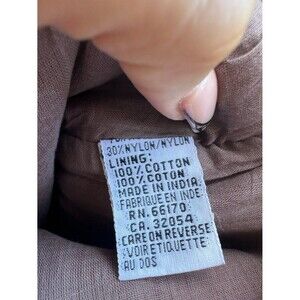 30% NYLON/NYLON
LINING:
100% COTTON
100% COTON
MADE IN INDIA
FABRIQUE EN INDE
RN. 66170
CA. 32054
CARE ON REVERSE
VOIR ETIQUETTE
AU DOS